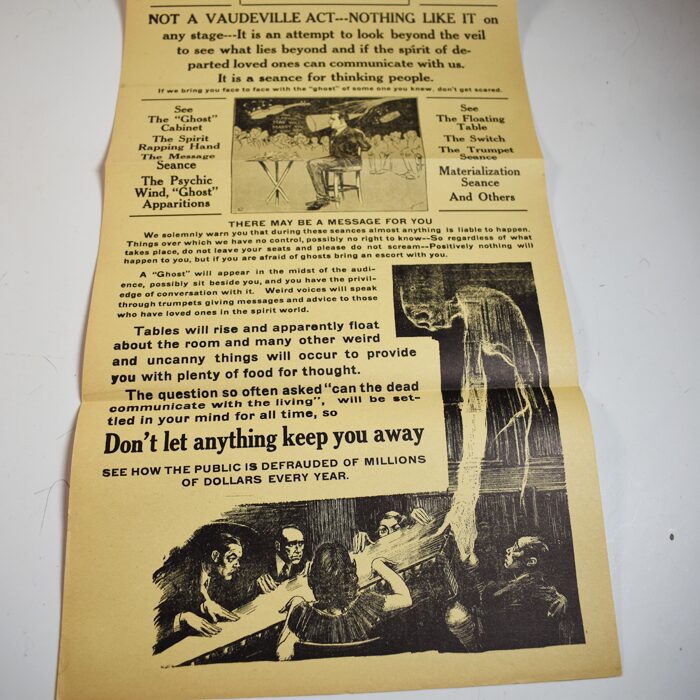 NOT A VAUDEVILLE ACT---NOTHING LIKE IT on
any stage---It is an attempt to look beyond the veil
to see what lies beyond and if the spirit of de-
parted loved ones can communicate with us.
It is a seance for thinking people.
If we bring you face to face with the "ghost" of some one you knew, don't get scared.
See
The "Ghost"
Cabinet
The Spirit
Rapping Hand
The Message
Seance
The Psychic
Wind, "Ghost"
Apparitions
See
The Floating
Table
The Switch
The Trumpet
Seance
Materialization
Seance
And Others
THERE MAY BE A MESSAGE FOR YOU
We solemnly warn you that during these seances almost anything is liable to happen.
Things over which we have no control, possibly no right to know--So regardless of what
takes place, do not leave your seats and please do not scream--Positively nothing will
happen to you, but if you are afraid of ghosts bring an escort with you.
A "Ghost" will appear in the midst of the audi-
ence, possibly sit beside you, and you have the privil-
edge of conversation with it. Weird voices will speak
through trumpets giving messages and advice to those
who have loved ones in the spirit world.
Tables will rise and apparently float
about the room and many other weird
and uncanny things will occur to provide
you with plenty of food for thought.
The question so often asked "can the dead
communicate with the living", will be set-
tled in your mind for all time, so
Don't let anything keep you away
SEE HOW THE PUBLIC IS DEFRAUDED OF MILLIONS
OF DOLLARS EVERY YEAR.